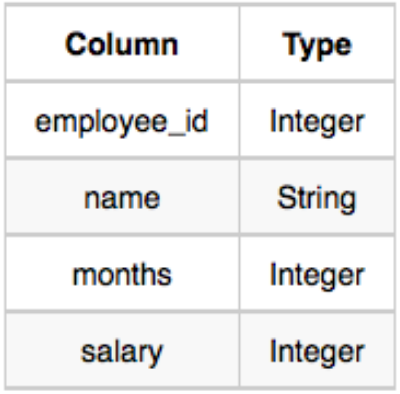 Column Type
employee_id Integer
name String
months Integer
salary Integer